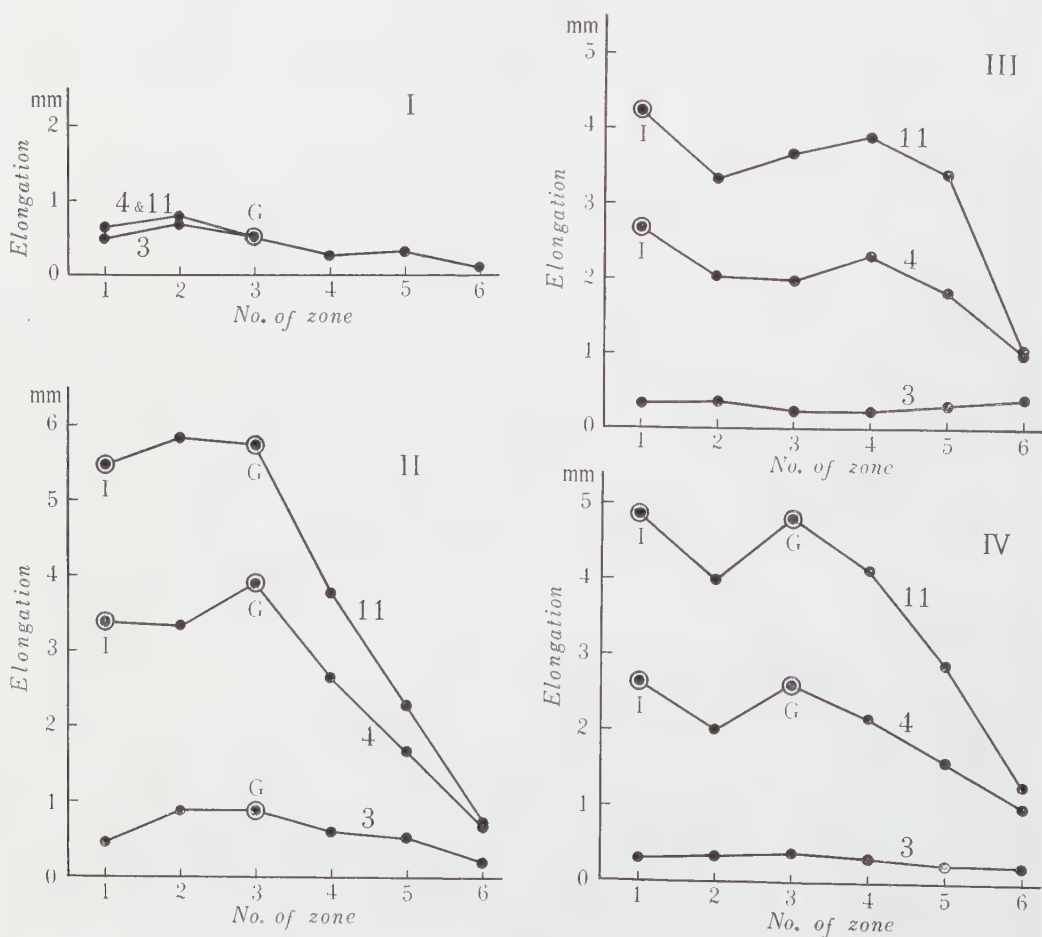 mm
I
2
Elongation
1
4 & 11
G
3
0
1 2 3 4 5 6
No. of zone
mm
II
6
5
4
3
2
1
0
Elongation
I
G
11
I
G
4
G
3
1 2 3 4 5 6
No. of zone
mm
5
III
4
3
2
1
0
Elongation
I
11
I
4
3
1 2 3 4 5 6
No. of zone
mm
5
IV
4
3
2
1
0
Elongation
I
G
11
I
G
4
3
1 2 3 4 5 6
No. of zone